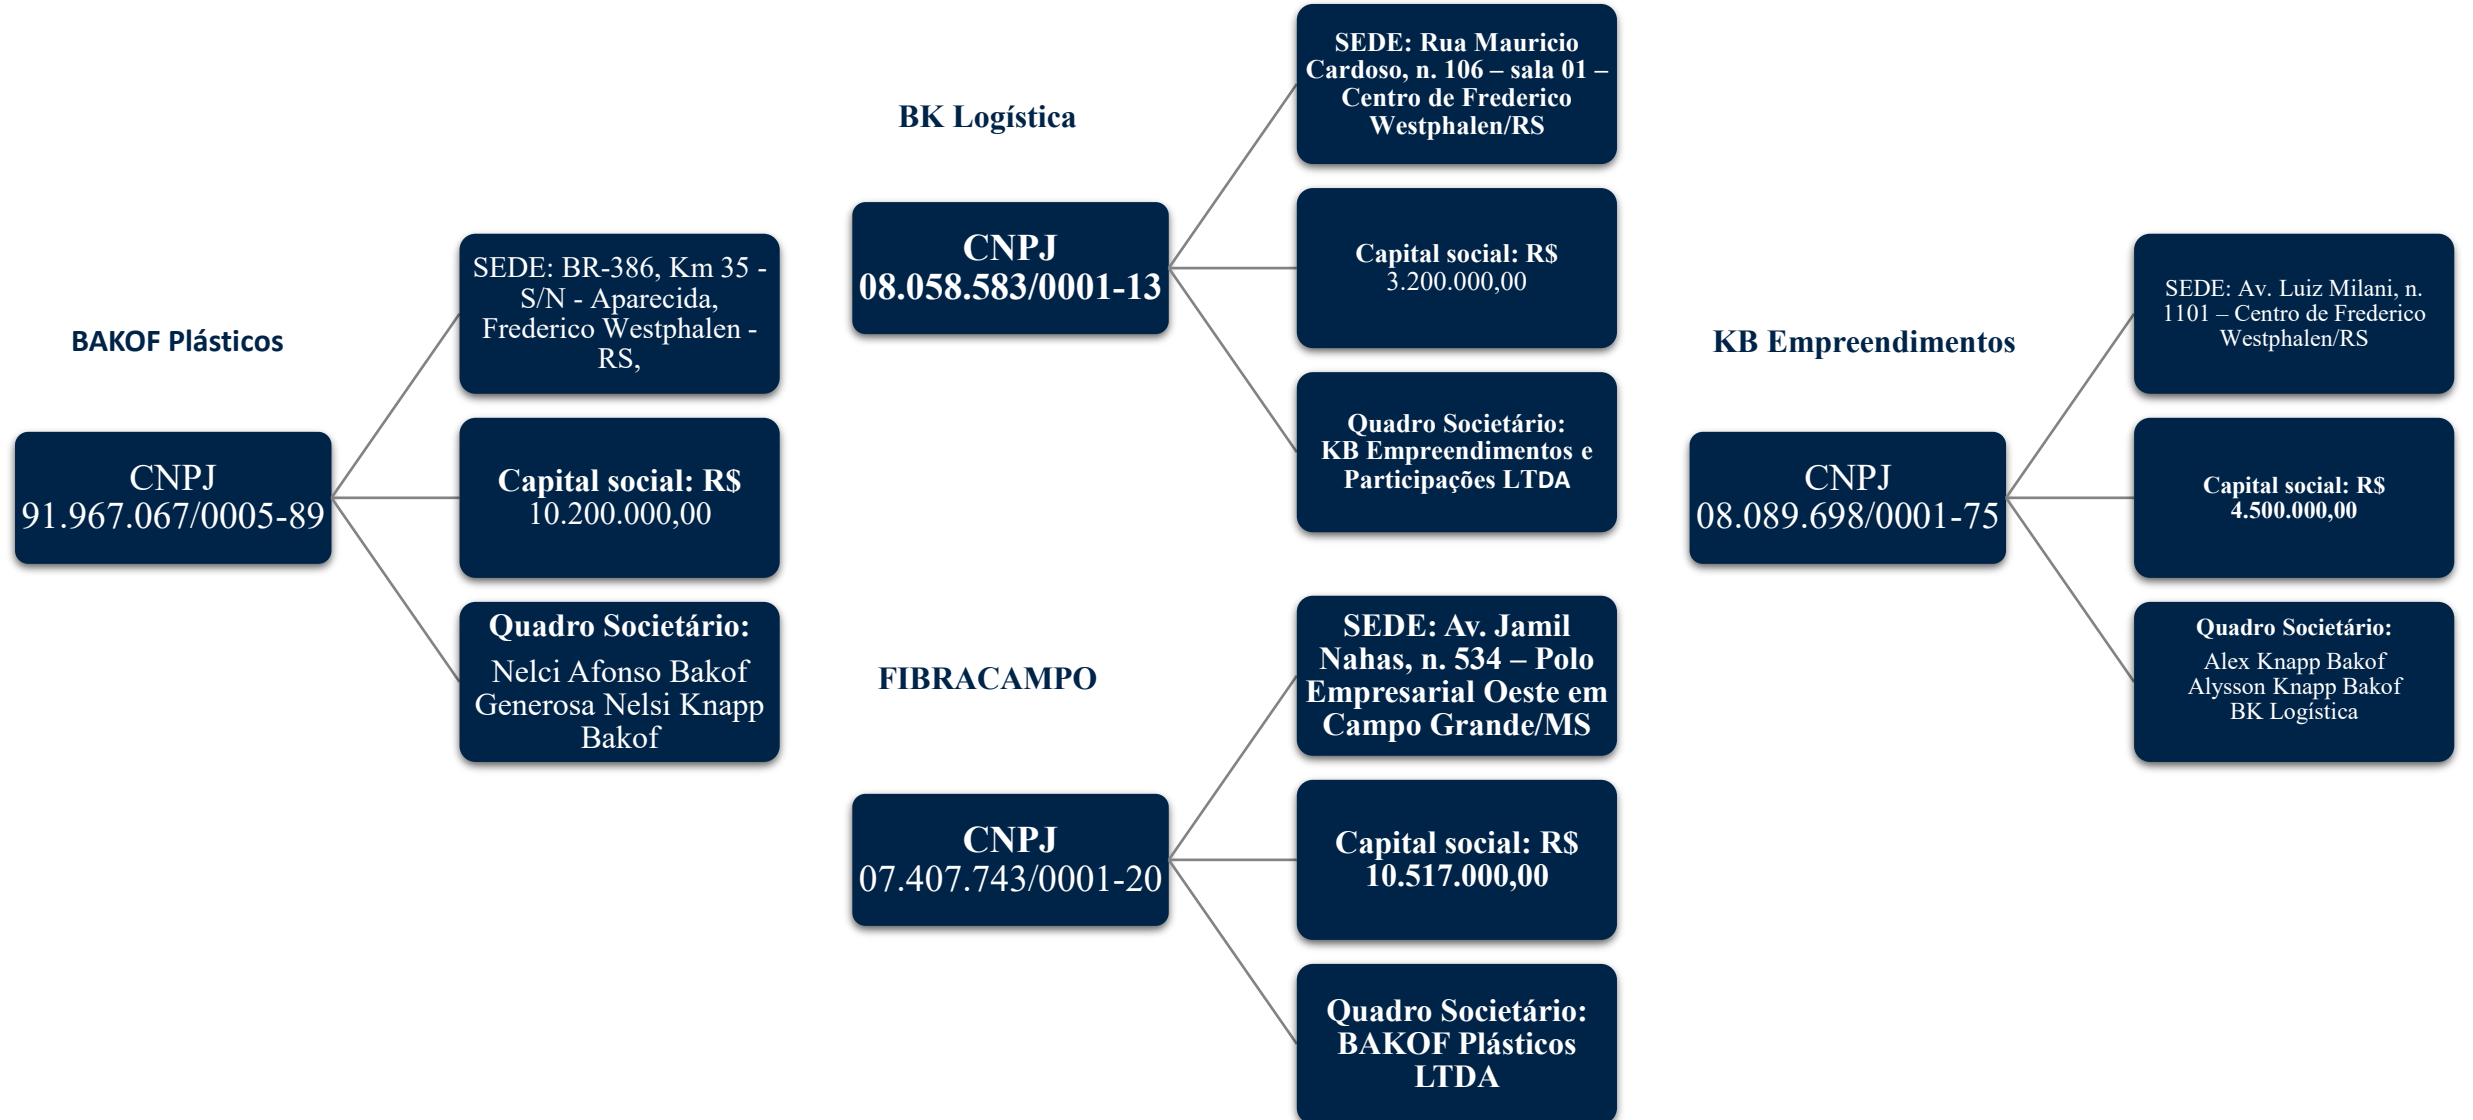 BAKOF Plásticos
CNPJ
91.967.067/0005-89
SEDE: BR-386, Km 35 -
S/N - Aparecida,
Frederico Westphalen -
RS,
Capital social: R$
10.200.000,00
Quadro Societário:
Nelci Afonso Bakof
Generosa Nelsi Knapp
Bakof
BK Logística
CNPJ
08.058.583/0001-13
SEDE: Rua Mauricio
Cardoso, n. 106 – sala 01 –
Centro de Frederico
Westphalen/RS
Capital social: R$
3.200.000,00
Quadro Societário:
KB Empreendimentos e
Participações LTDA
FIBRACAMPO
CNPJ
07.407.743/0001-20
SEDE: Av. Jamil
Nahas, n. 534 – Polo
Empresarial Oeste em
Campo Grande/MS
Capital social: R$
10.517.000,00
Quadro Societário:
BAKOF Plásticos
LTDA
KB Empreendimentos
CNPJ
08.089.698/0001-75
SEDE: Av. Luiz Milani, n.
1101 – Centro de Frederico
Westphalen/RS
Capital social: R$
4.500.000,00
Quadro Societário:
Alex Knapp Bakof
Alysson Knapp Bakof
BK Logística